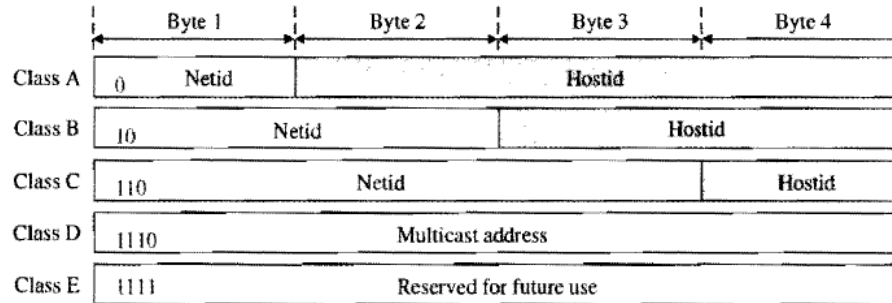 Byte 1 Byte 2 Byte 3 Byte 4
Class A 0 Netid Hostid
Class B 10 Netid Hostid
Class C 110 Netid Hostid
Class D 1110 Multicast address
Class E 1111 Reserved for future use